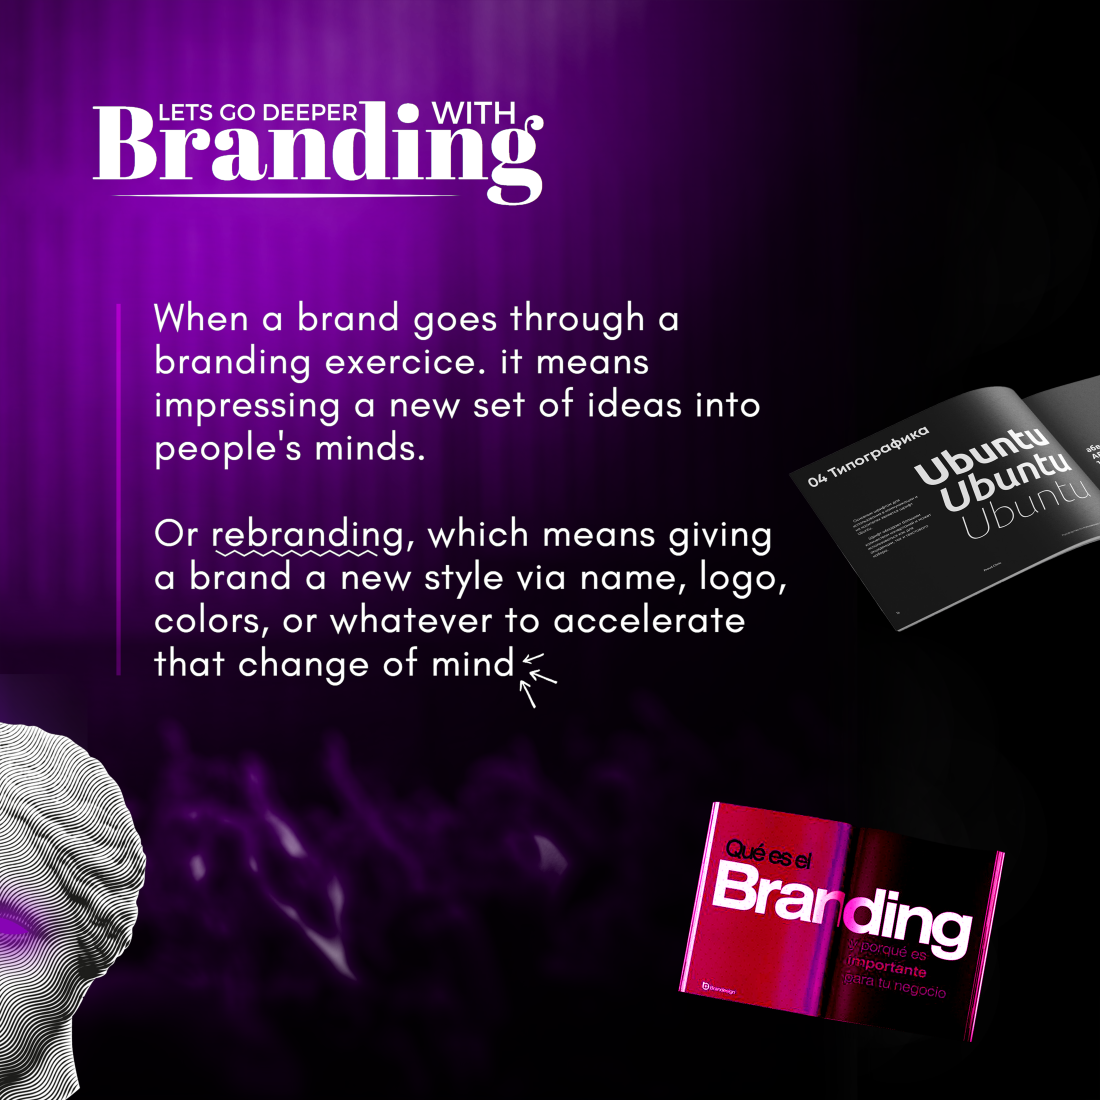 LETS GO DEEPER WITH
Branding
When a brand goes through a
branding exercice. it means
impressing a new set of ideas into
people's minds.
Or rebranding, which means giving
a brand a new style via name, logo,
colors, or whatever to accelerate
that change of mind
04 Типографика
Ubuntu
Ubuntu
Ubuntu
Qué es el
Branding
y porqué es
importante
para tu negocio
Brandesign